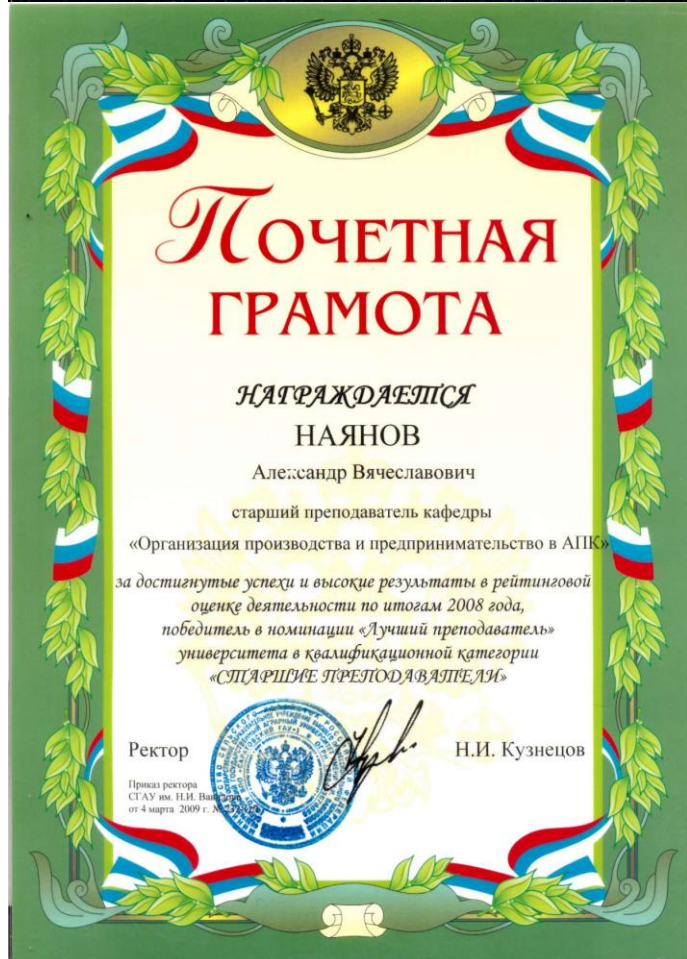 ПОЧЕТНАЯ
ГРАМОТА
НАГРАЖДАЕТСЯ
НАЯНОВ
Александр Вячеславович
старший преподаватель кафедры
«Организация производства и предпринимательство в АПК»
за достигнутые успехи и высокие результаты в рейтинговой
оценке деятельности по итогам 2008 года,
победитель в номинации «Лучший преподаватель»
университета в квалификационной категории
«СТАРШИЕ ПРЕПОДАВАТЕЛИ»
Ректор
Н.И. Кузнецов
Приказ ректора
СГАУ им. Н.И.
от 4 марта 2009 г. №